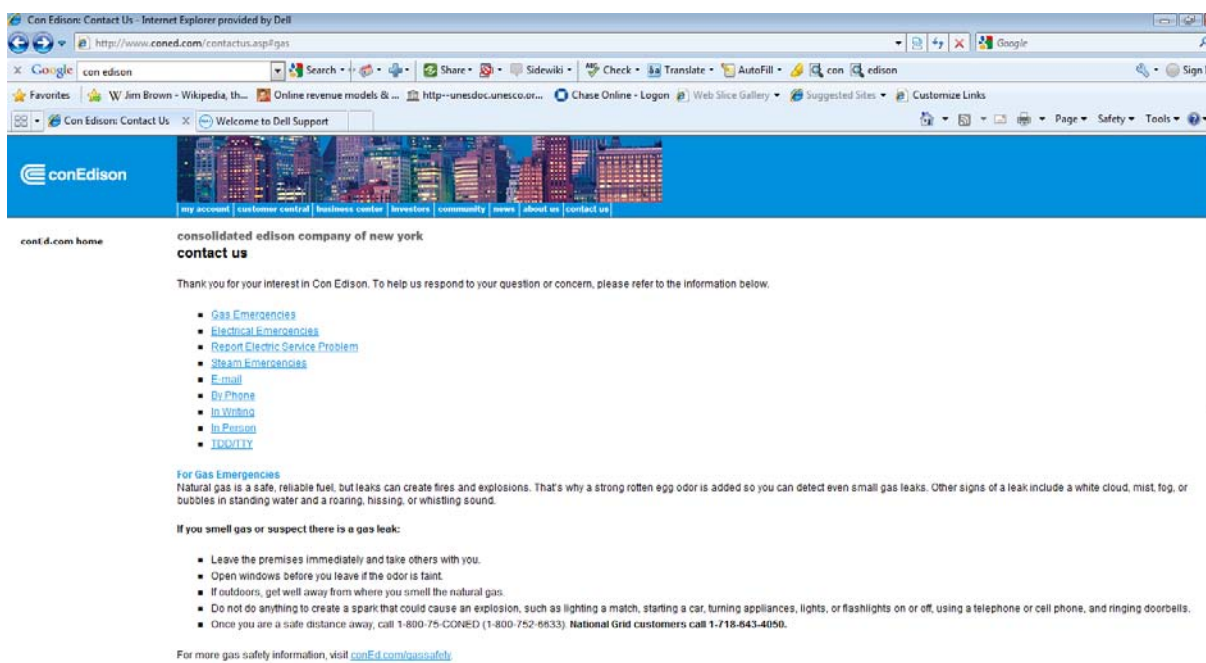 Con Edison: Contact Us - Internet Explorer provided by Dell
http://www.coned.com/contactus.asp#gas
Google
x Google con edison Search Share Sidewiki Check Translate AutoFill con edison Sign
Favorites Jim Brown - Wikipedia, th... Online revenue models & ... http--unesdoc.unesco.or... Chase Online - Logon Web Slice Gallery Suggested Sites Customize Links
Con Edison: Contact Us X Welcome to Dell Support Page Safety Tools
conEdison
my account customer central business center investors community news about us contact us
conEd.com home
consolidated edison company of new york
contact us
Thank you for your interest in Con Edison. To help us respond to your question or concern, please refer to the information below.
Gas Emergencies
Electrical Emergencies
Report Electric Service Problem
Steam Emergencies
E-mail
By Phone
In Writing
In Person
TDD/TTY
For Gas Emergencies
Natural gas is a safe, reliable fuel, but leaks can create fires and explosions. That's why a strong rotten egg odor is added so you can detect even small gas leaks. Other signs of a leak include a white cloud, mist, fog, or
bubbles in standing water and a roaring, hissing, or whistling sound.
If you smell gas or suspect there is a gas leak:
Leave the premises immediately and take others with you.
Open windows before you leave if the odor is faint.
If outdoors, get well away from where you smell the natural gas.
Do not do anything to create a spark that could cause an explosion, such as lighting a match, starting a car, turning appliances, lights, or flashlights on or off, using a telephone or cell phone, and ringing doorbells.
Once you are a safe distance away, call 1-800-75-CONED (1-800-752-6633). National Grid customers call 1-718-643-4050.
For more gas safety information, visit conEd.com/gassafety.